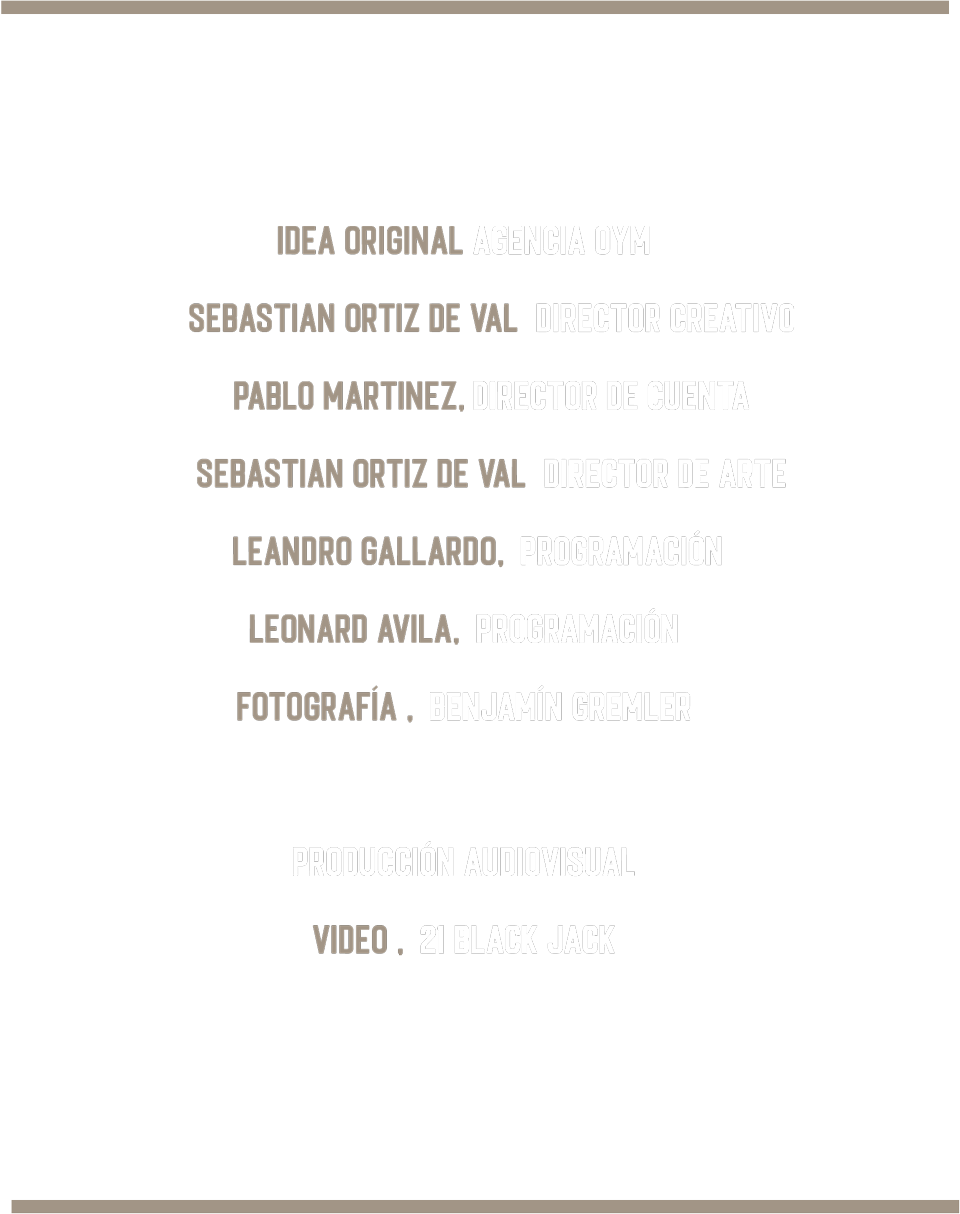 IDEA ORIGINAL AGENCIA OYM
SEBASTIAN ORTIZ DE VAL DIRECTOR CREATIVO
PABLO MARTINEZ, DIRECTOR DE CUENTA
SEBASTIAN ORTIZ DE VAL DIRECTOR DE ARTE
LEANDRO GALLARDO, PROGRAMACIÓN
LEONARD AVILA, PROGRAMACIÓN
FOTOGRAFÍA , BENJAMÍN GREMLER
PRODUCCIÓN AUDIOVISUAL
VIDEO , 21 BLACK JACK